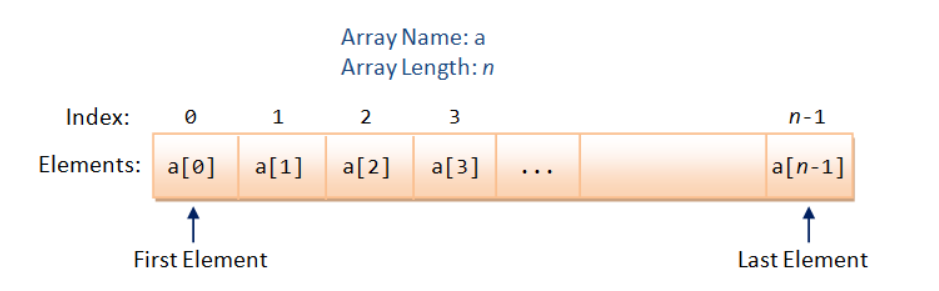 Array Name: a
Array Length: n
Index: 0 1 2 3 n-1
Elements: a[0] a[1] a[2] a[3] ... a[n-1]
First Element Last Element